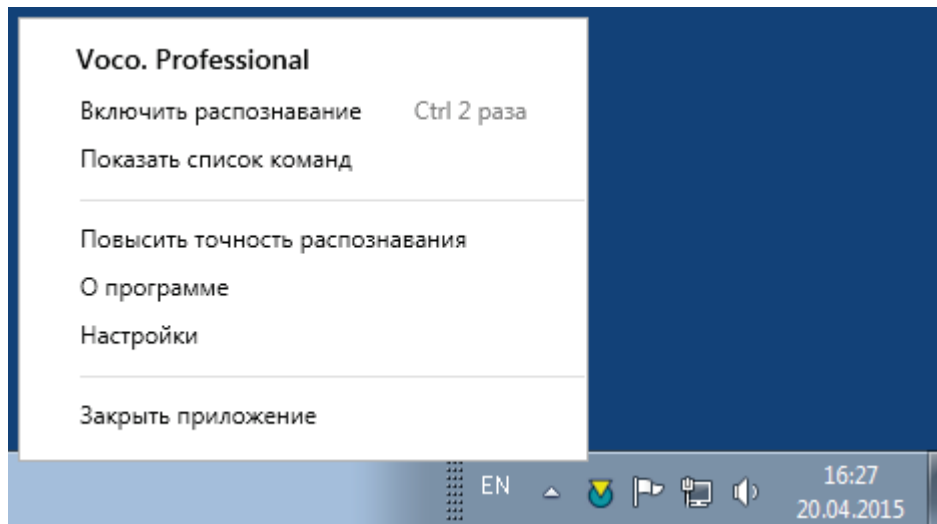 Voco. Professional
Включить распознавание Ctrl 2 раза
Показать список команд
Повысить точность распознавания
О программе
Настройки
Закрыть приложение
EN 16:27
20.04.2015